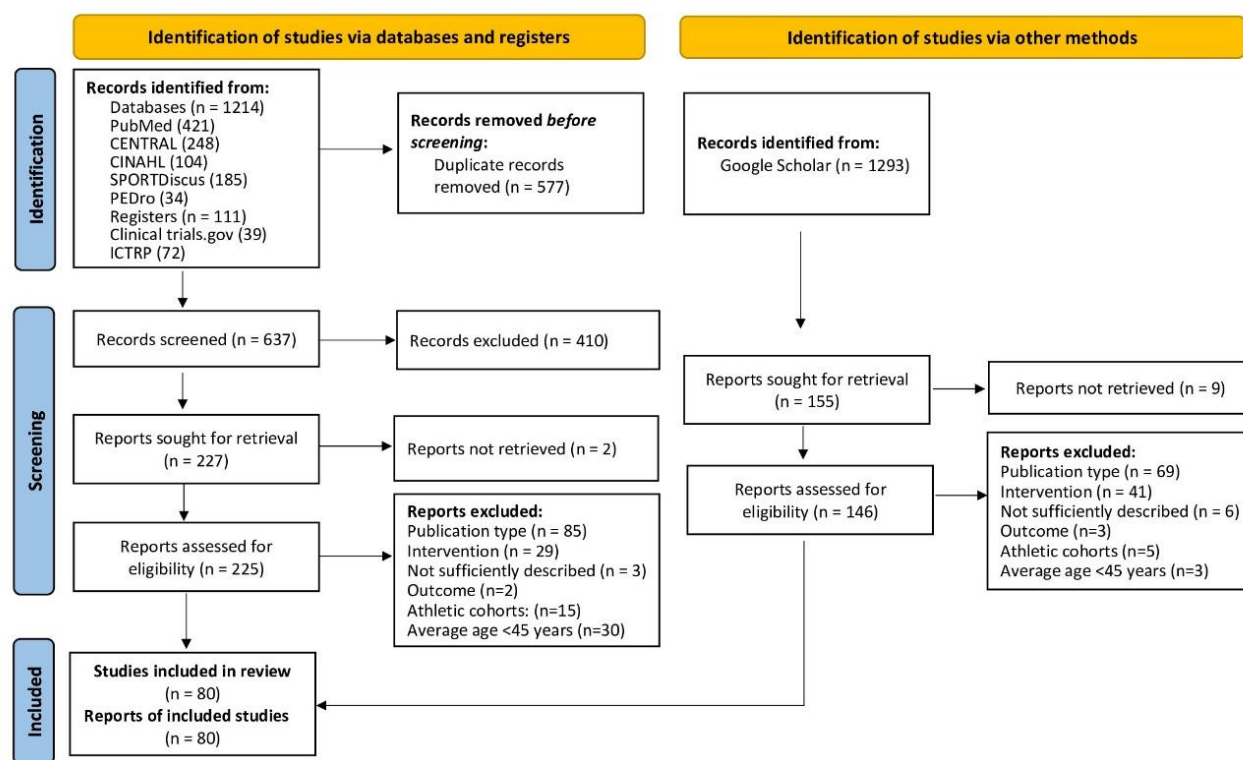 Identification of studies via databases and registers
Identification of studies via other methods
Identification
Records identified from:
Databases (n = 1214)
PubMed (421)
CENTRAL (248)
CINAHL (104)
SPORTDiscus (185)
PEDro (34)
Registers (n = 111)
Clinical trials.gov (39)
ICTRP (72)
Records removed before
screening:
Duplicate records
removed (n = 577)
Records identified from:
Google Scholar (n = 1293)
Screening
Records screened (n = 637)
Records excluded (n = 410)
Reports sought for retrieval
(n = 227)
Reports not retrieved (n = 2)
Reports sought for retrieval
(n = 155)
Reports not retrieved (n = 9)
Reports assessed for
eligibility (n = 225)
Reports excluded:
Publication type (n = 85)
Intervention (n = 29)
Not sufficiently described (n = 3)
Outcome (n=2)
Athletic cohorts: (n=15)
Average age <45 years (n=30)
Reports assessed for
eligibility (n = 146)
Reports excluded:
Publication type (n = 69)
Intervention (n = 41)
Not sufficiently described (n = 6)
Outcome (n=3)
Athletic cohorts (n=5)
Average age <45 years (n=3)
Included
Studies included in review
(n = 80)
Reports of included studies
(n = 80)